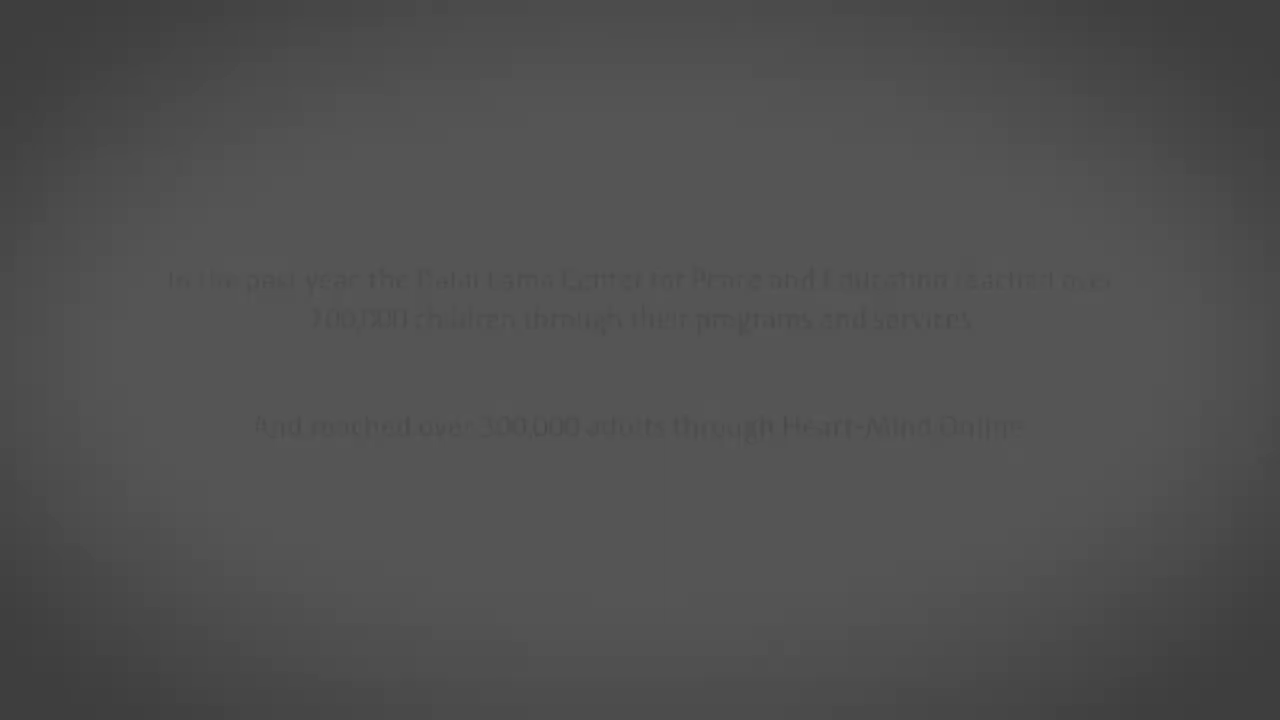 In the past year, the Dalai Lama Center for Peace and Education reached over
100,000 children through their programs and services
And reached over 300,000 adults through Heart-Mind Online